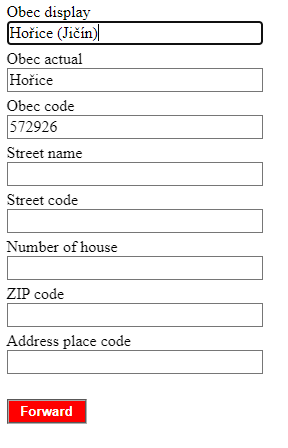 Obec display
Hořice (Jičín)
Obec actual
Hořice
Obec code
572926
Street name
Street code
Number of house
ZIP code
Address place code
Forward